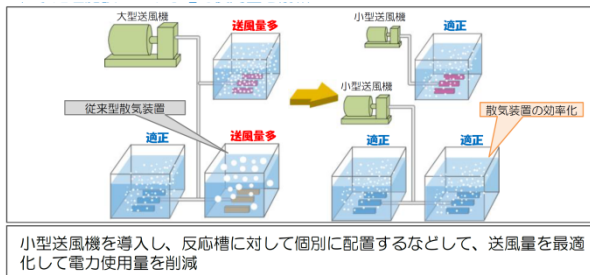 大型送風機
送風量多
小型送風機
適正
小型送風機
従来型散気装置
散気装置の効率化
適正
送風量多
適正
適正
小型送風機を導入し、反応槽に対して個別に配置するなどして、送風量を最適
化して電力使用量を削減